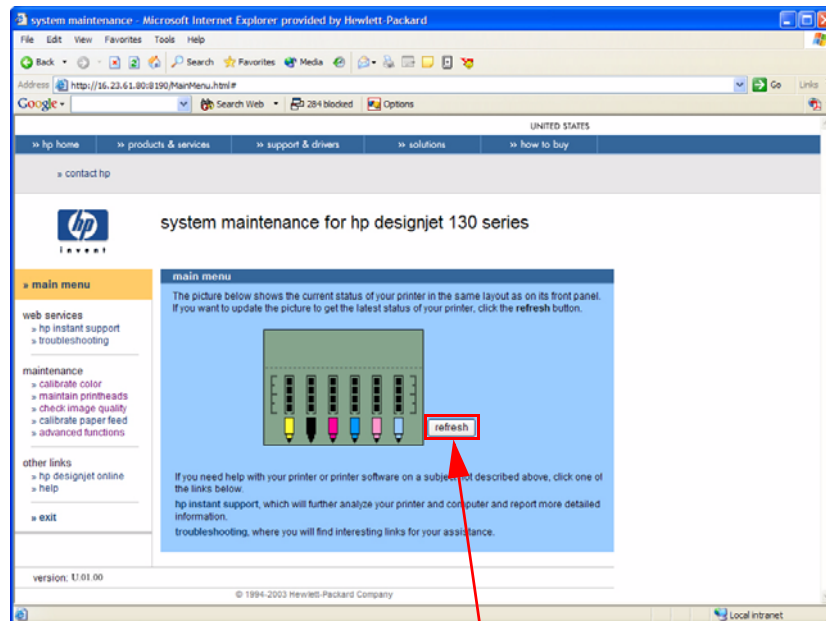 system maintenance - Microsoft Internet Explorer provided by Hewlett-Packard
File Edit View Favorites Tools Help
Back Search Favorites Media
Address http://16.23.61.80:8190/MainMenu.html# Go Links
Google Search Web 284 blocked Options
UNITED STATES
» hp home » products & services » support & drivers » solutions » how to buy
» contact hp
hp
invent
system maintenance for hp designjet 130 series
» main menu
web services
» hp instant support
» troubleshooting
maintenance
» calibrate color
» maintain printheads
» check image quality
» calibrate paper feed
» advanced functions
other links
» hp designjet online
» help
» exit
version: U.01.00
main menu
The picture below shows the current status of your printer in the same layout as on its front panel.
If you want to update the picture to get the latest status of your printer, click the refresh button.
refresh
If you need help with your printer or printer software on a subject not described above, click one of
the links below.
hp instant support, which will further analyze your printer and computer and report more detailed
information.
troubleshooting, where you will find interesting links for your assistance.
© 1994-2003 Hewlett-Packard Company
Local intranet